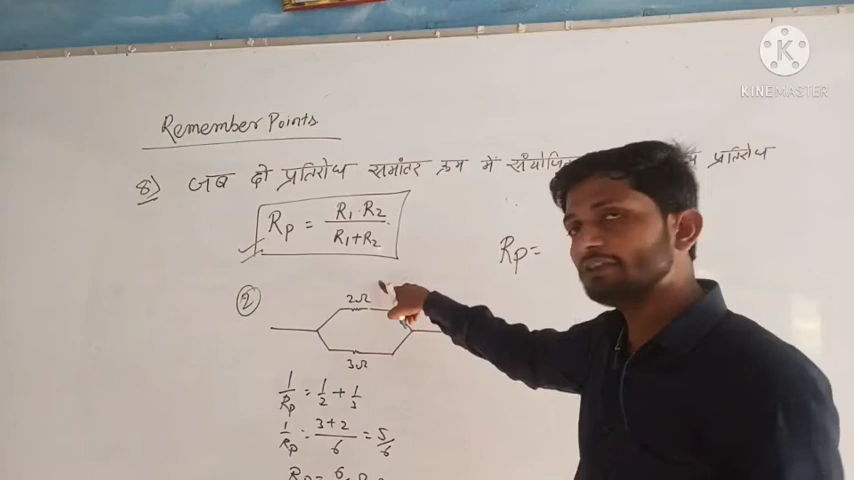 KINEMASTER
Remember Points
8) जब दो प्रतिरोध समांतर क्रम में प्रतिरोध
Rp = R1·R2 / R1+R2
Rp=
Q
2Ω
3Ω
1/Rp = 1/2 + 1/3
1/Rp = 3+2/6 = 5/6